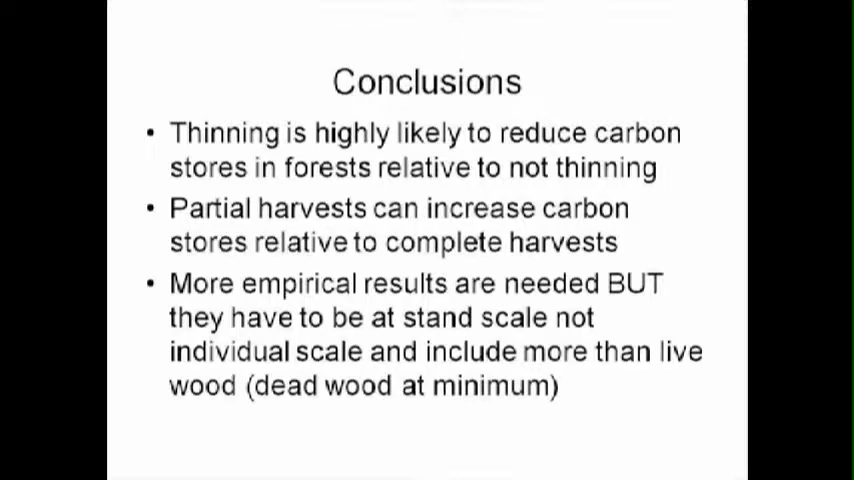 Conclusions
• Thinning is highly likely to reduce carbon
stores in forests relative to not thinning
• Partial harvests can increase carbon
stores relative to complete harvests
• More empirical results are needed BUT
they have to be at stand scale not
individual scale and include more than live
wood (dead wood at minimum)